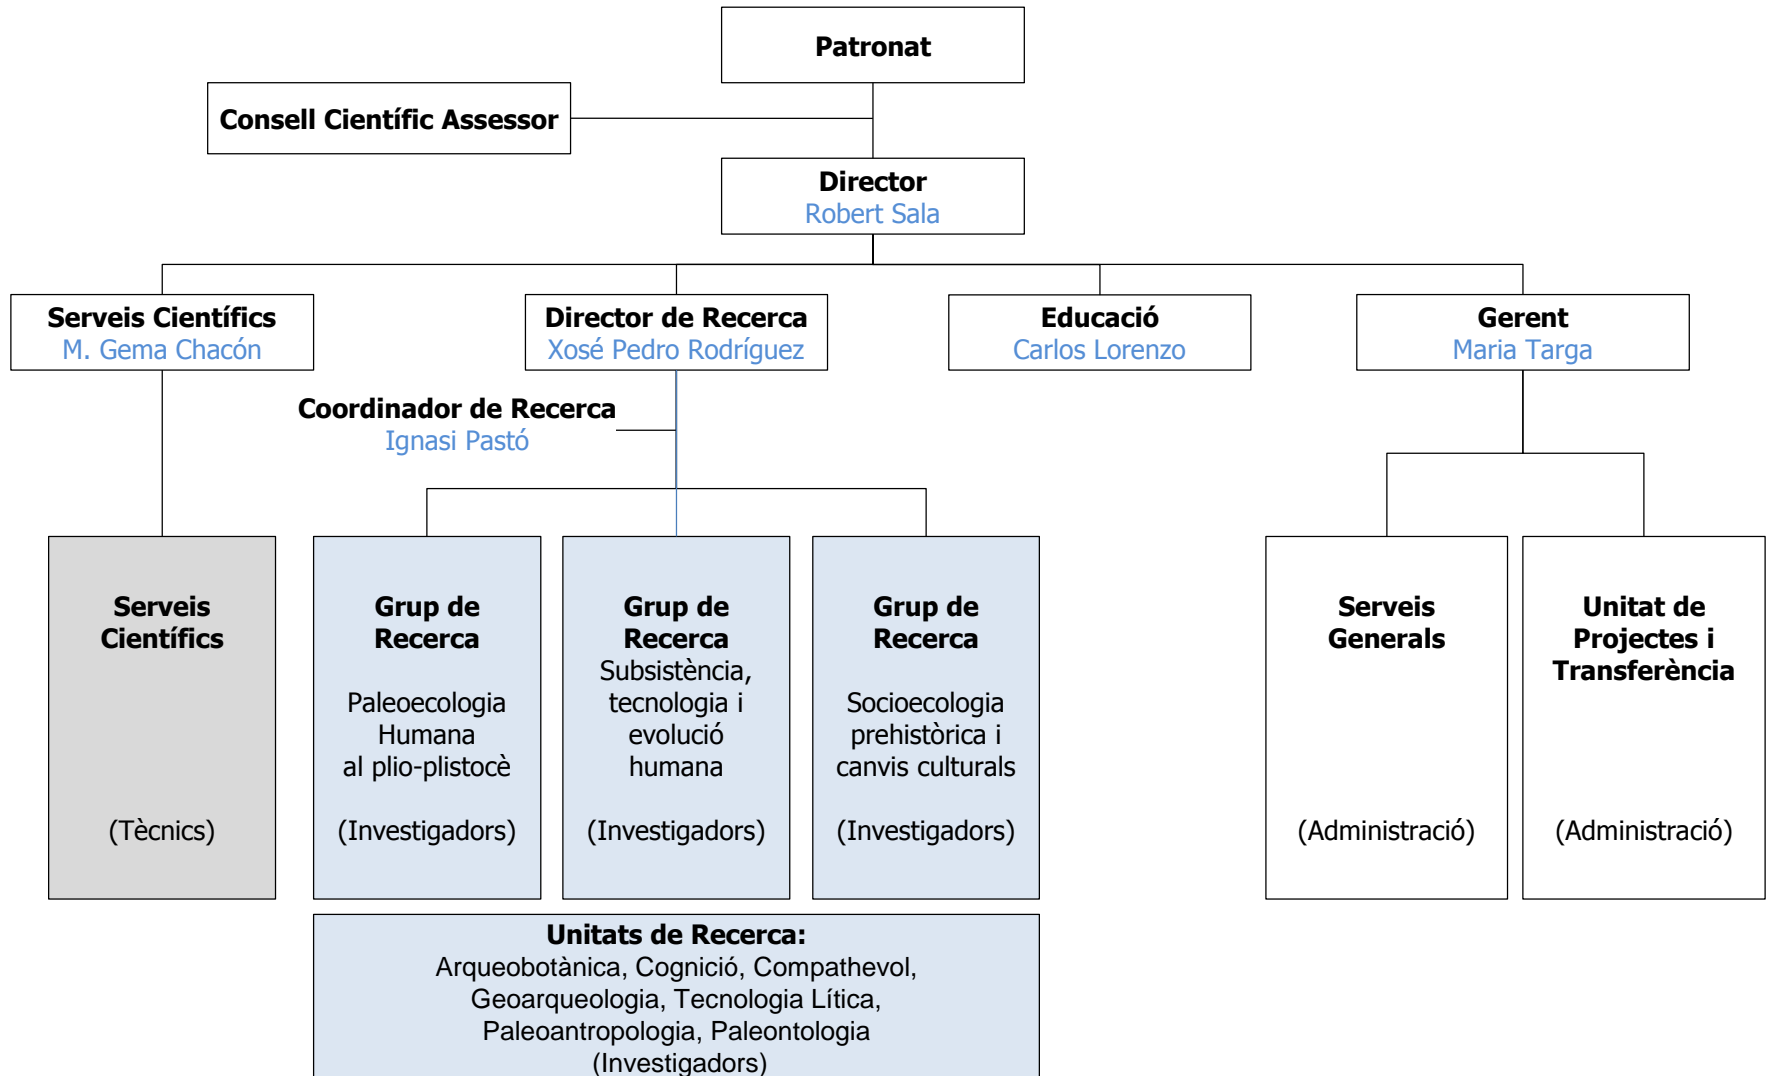 Patronat
Consell Científic Assessor
Director
Robert Sala
Serveis Científics
M. Gema Chacón
Director de Recerca
Xosé Pedro Rodríguez
Educació
Carlos Lorenzo
Gerent
Maria Targa
Coordinador de Recerca
Ignasi Pastó
Serveis
Científics
(Tècnics)
Grup de
Recerca
Paleoecologia
Humana
al plio-plistocè
(Investigadors)
Grup de
Recerca
Subsistència,
tecnologia i
evolució
humana
(Investigadors)
Grup de
Recerca
Socioecologia
prehistòrica i
canvis culturals
(Investigadors)
Serveis
Generals
(Administració)
Unitat de
Projectes i
Transferència
(Administració)
Unitats de Recerca:
Arqueobotànica, Cognició, Compathevol,
Geoarqueologia, Tecnologia Lítica,
Paleoantropologia, Paleontologia
(Investigadors)